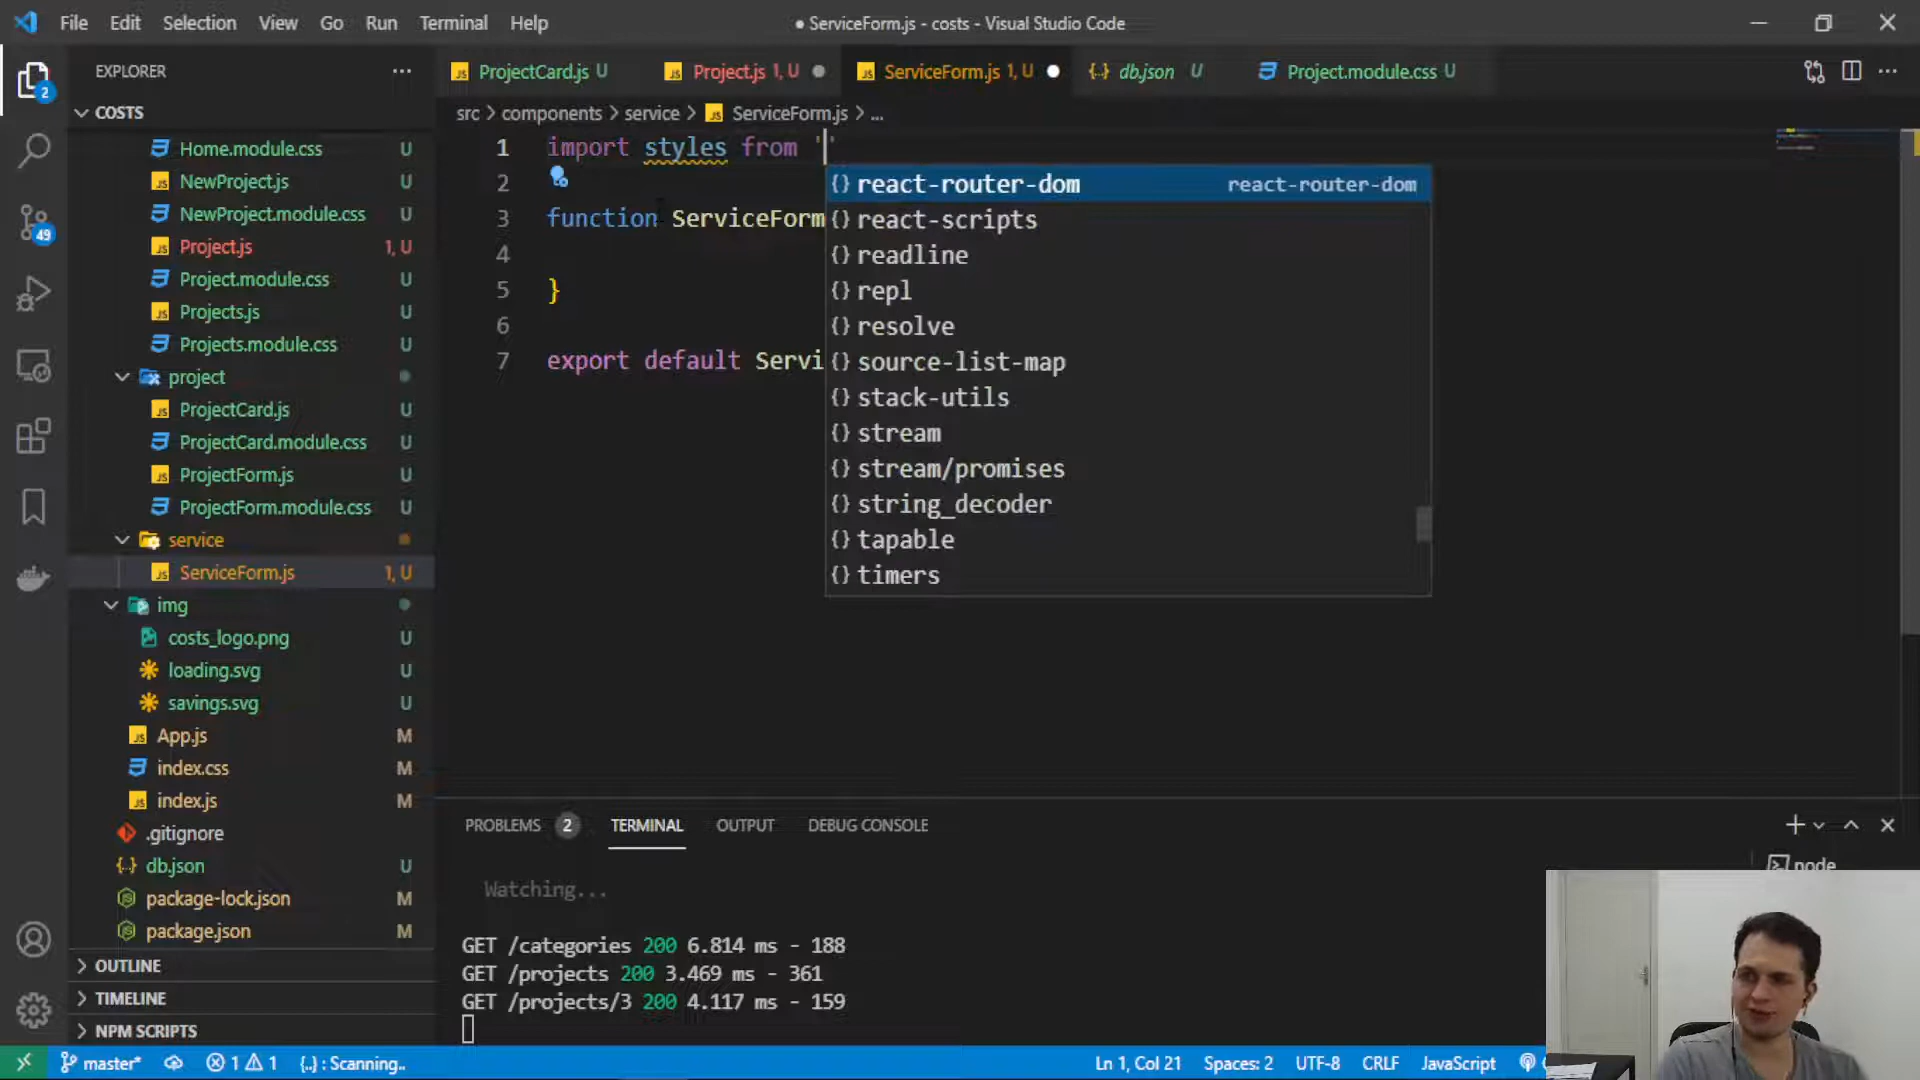 File Edit Selection View Go Run Terminal Help
● ServiceForm.js - costs - Visual Studio Code
EXPLORER
ProjectCard.js U
Project.js 1, U
ServiceForm.js 1, U
db.json U
Project.module.css U
COSTS
src > components > service > ServiceForm.js > ...
Home.module.css U
NewProject.js U
NewProject.module.css U
Project.js 1, U
Project.module.css U
Projects.js U
Projects.module.css U
project
ProjectCard.js U
ProjectCard.module.css U
ProjectForm.js U
ProjectForm.module.css U
service
ServiceForm.js 1, U
img
costs_logo.png U
loading.svg U
savings.svg U
App.js M
index.css M
index.js M
.gitignore
db.json U
package-lock.json M
package.json M
OUTLINE
TIMELINE
NPM SCRIPTS
2
49
1 import styles from ''
2
3 function ServiceForm
4
5 }
6
7 export default Servi
{} react-router-dom react-router-dom
{} react-scripts
{} readline
{} repl
{} resolve
{} source-list-map
{} stack-utils
{} stream
{} stream/promises
{} string_decoder
{} tapable
{} timers
PROBLEMS 2 TERMINAL OUTPUT DEBUG CONSOLE
node
Watching...
GET /categories 200 6.814 ms - 188
GET /projects 200 3.469 ms - 361
GET /projects/3 200 4.117 ms - 159
master* 1 1 {..} : Scanning.. Ln 1, Col 21 Spaces: 2 UTF-8 CRLF JavaScript